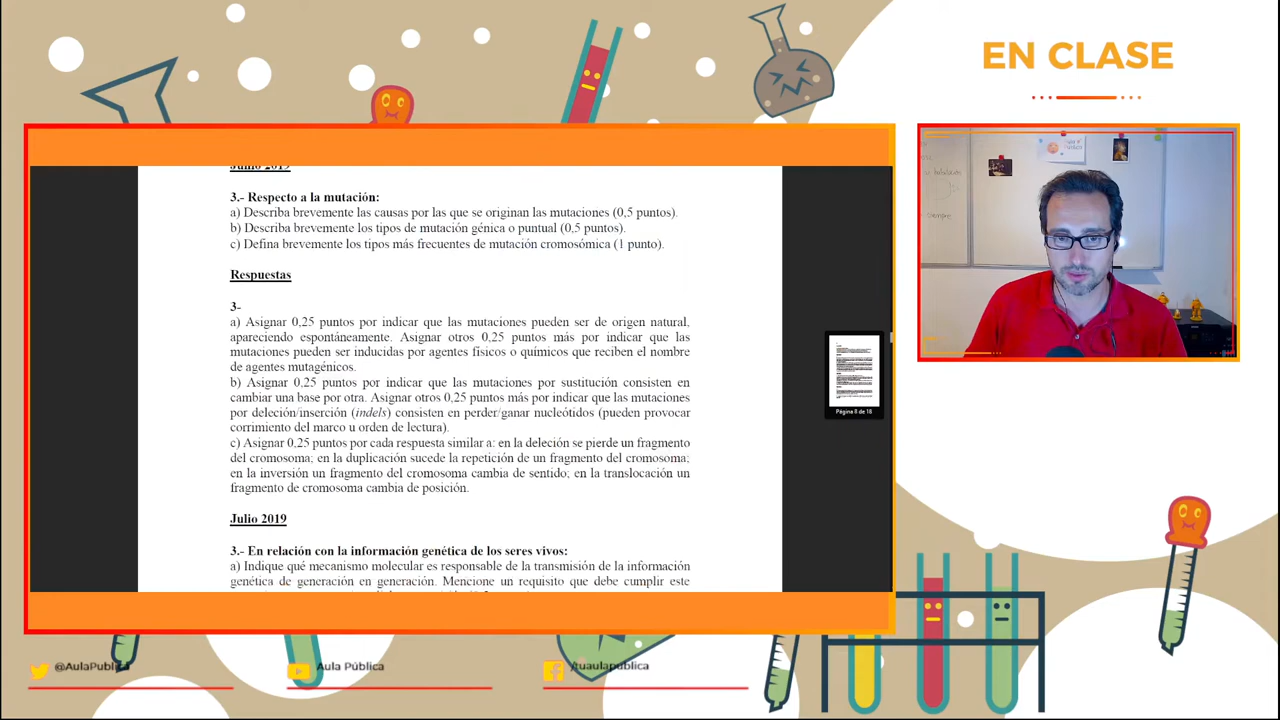 EN CLASE
Junio 2019
3.- Respecto a la mutación:
a) Describa brevemente las causas por las que se originan las mutaciones (0,5 puntos).
b) Describa brevemente los tipos de mutación génica o puntual (0,5 puntos).
c) Defina brevemente los tipos más frecuentes de mutación cromosómica (1 punto).
Respuestas
3-
a) Asignar 0,25 puntos por indicar que las mutaciones pueden ser de origen natural,
apareciendo espontáneamente. Asignar otros 0,25 puntos más por indicar que las
mutaciones pueden ser inducidas por agentes físicos o químicos que reciben el nombre
de agentes mutagénicos.
b) Asignar 0,25 puntos por indicar que las mutaciones por sustitución consisten en
cambiar una base por otra. Asignar otros 0,25 puntos más por indicar que las mutaciones
por deleción/inserción (indels) consisten en perder/ganar nucleótidos (pueden provocar
corrimiento del marco u orden de lectura).
c) Asignar 0,25 puntos por cada respuesta similar a: en la deleción se pierde un fragmento
del cromosoma; en la duplicación sucede la repetición de un fragmento del cromosoma;
en la inversión un fragmento del cromosoma cambia de sentido; en la translocación un
fragmento de cromosoma cambia de posición.
Julio 2019
3.- En relación con la información genética de los seres vivos:
a) Indique qué mecanismo molecular es responsable de la transmisión de la información
genética de generación en generación. Mencione un requisito que debe cumplir este
Página 8 de 18
@AulaPublica
Aula Pública
/tuaulapublica